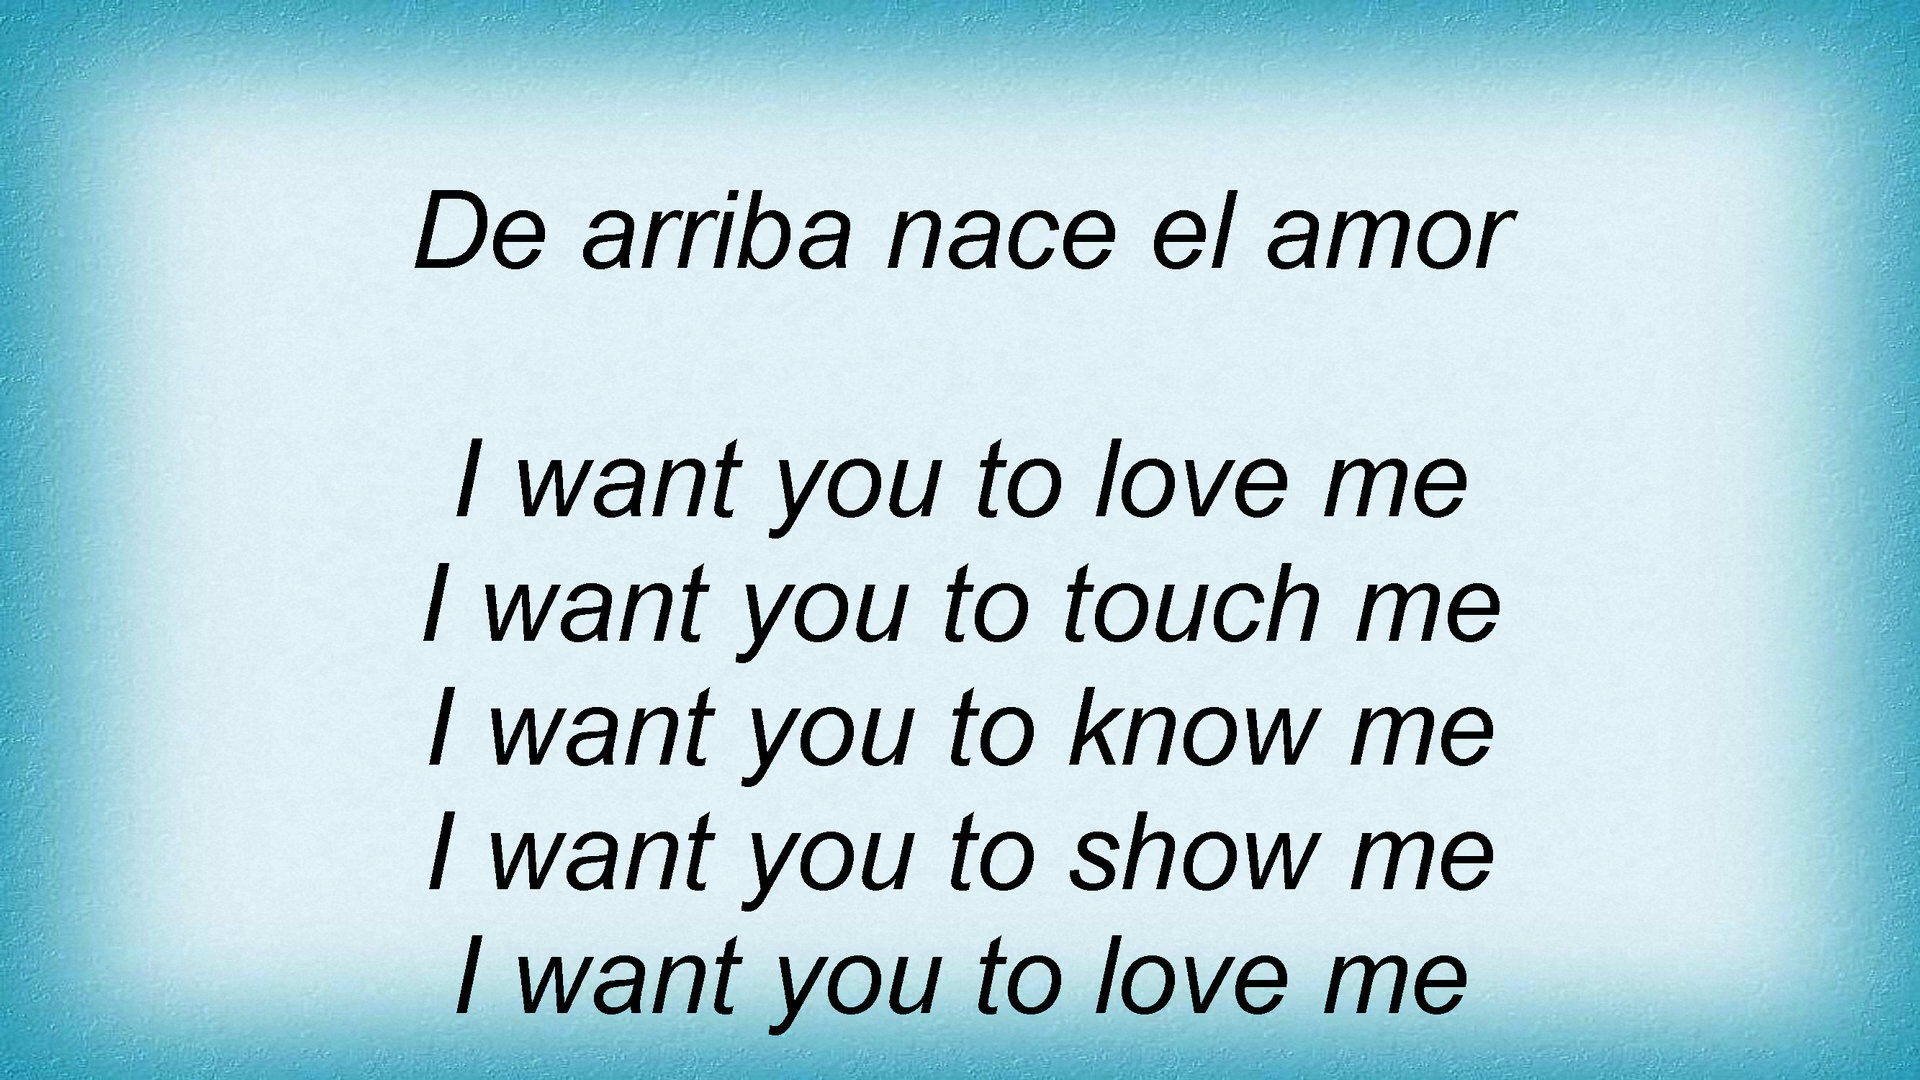 De arriba nace el amor
I want you to love me
I want you to touch me
I want you to know me
I want you to show me
I want you to love me